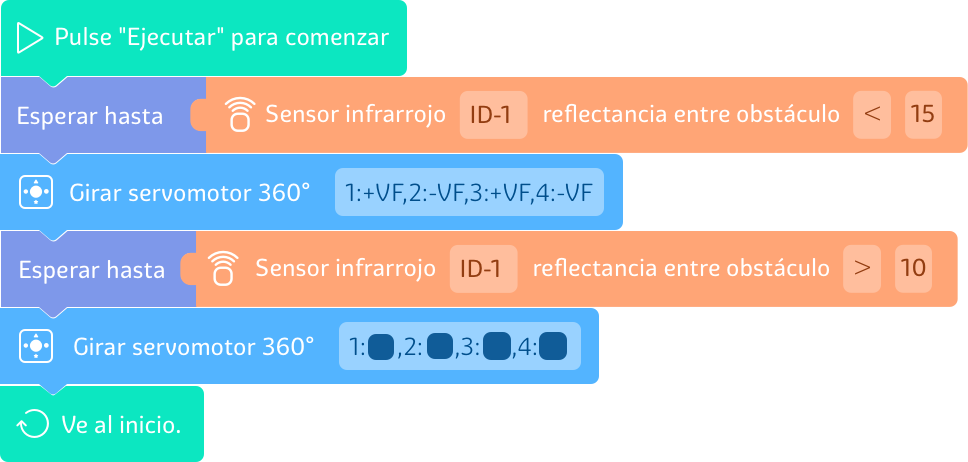 Pulse "Ejecutar" para comenzar
Esperar hasta Sensor infrarrojo ID-1 reflectancia entre obstáculo < 15
Girar servomotor 360° 1:+VF,2:-VF,3:+VF,4:-VF
Esperar hasta Sensor infrarrojo ID-1 reflectancia entre obstáculo > 10
Girar servomotor 360° 1: ,2: ,3: ,4:
Ve al inicio.